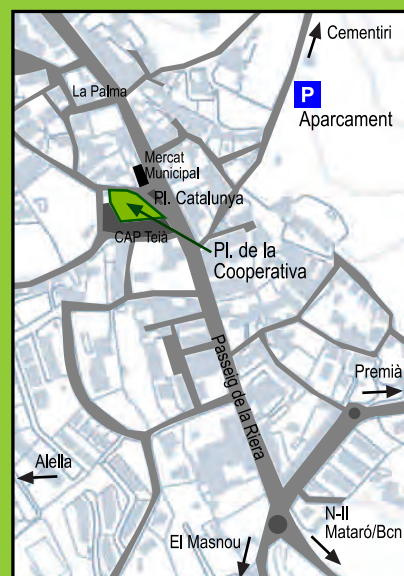 Cementiri
La Palma
P
Aparcament
Mercat
Municipal
Pl. Catalunya
CAP Teià
Pl. de la
Cooperativa
Passeig de la Riera
Premià
Alella
N-II
Mataró/Bcn
El Masnou